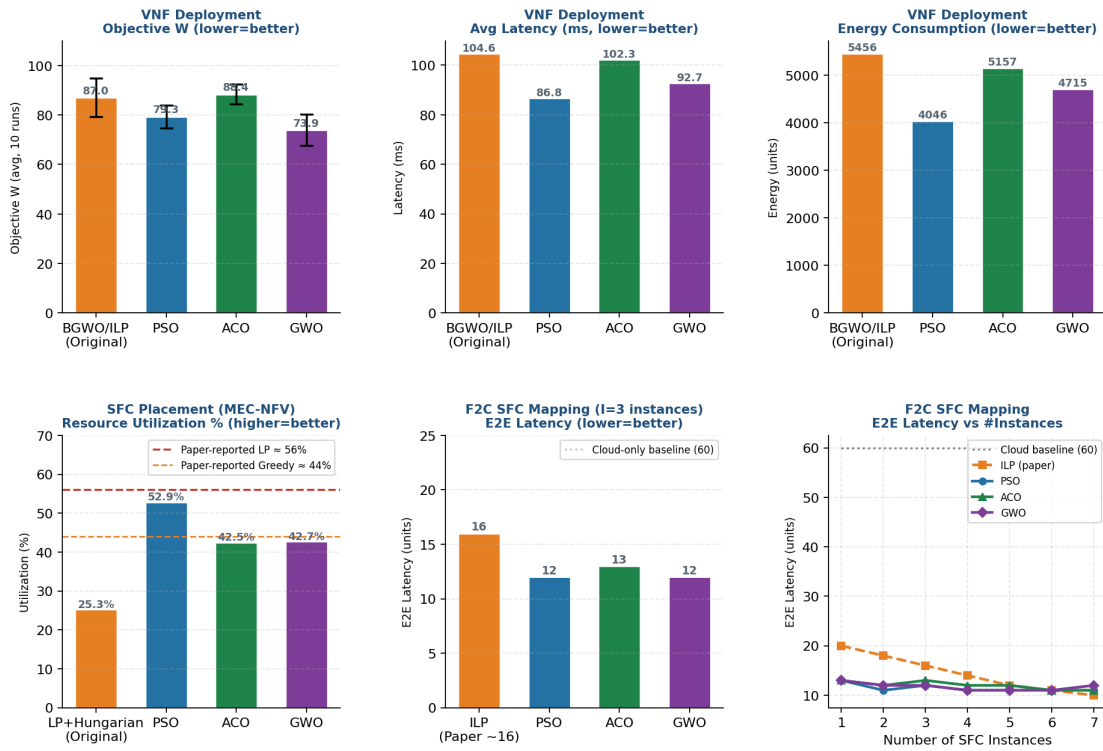 VNF Deployment
Objective W (lower=better)
Objective W (avg, 10 runs)
100
80
60
40
20
0
87.0
79.3
88.4
73.9
BGWO/ILP
(Original)
PSO
ACO
GWO
VNF Deployment
Avg Latency (ms, lower=better)
Latency (ms)
100
80
60
40
20
0
104.6
86.8
102.3
92.7
BGWO/ILP
(Original)
PSO
ACO
GWO
VNF Deployment
Energy Consumption (lower=better)
Energy (units)
5000
4000
3000
2000
1000
0
5456
4046
5157
4715
BGWO/ILP
(Original)
PSO
ACO
GWO
SFC Placement (MEC-NFV)
Resource Utilization % (higher=better)
Utilization (%)
70
60
50
40
30
20
10
0
Paper-reported LP ≈ 56%
Paper-reported Greedy ≈ 44%
25.3%
52.9%
42.5%
42.7%
LP+Hungarian
(Original)
PSO
ACO
GWO
F2C SFC Mapping (I=3 instances)
E2E Latency (lower=better)
E2E Latency (units)
25
20
15
10
5
0
Cloud-only baseline (60)
16
12
13
12
ILP
(Paper ~16)
PSO
ACO
GWO
F2C SFC Mapping
E2E Latency vs #Instances
E2E Latency (units)
60
50
40
30
20
10
Cloud baseline (60)
ILP (paper)
PSO
ACO
GWO
1 2 3 4 5 6 7
Number of SFC Instances